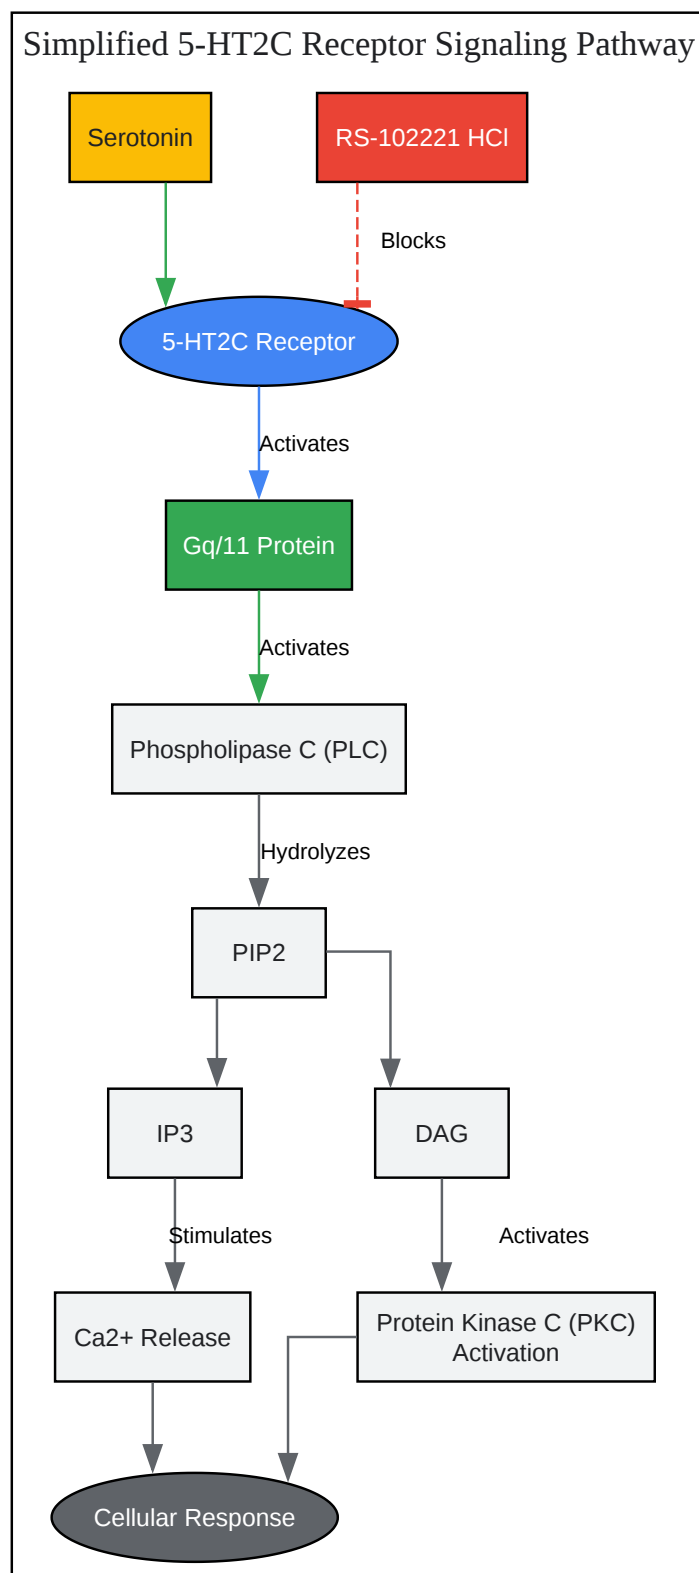 Simplified 5-HT2C Receptor Signaling Pathway
Serotonin
RS-102221 HCl
Blocks
5-HT2C Receptor
Activates
Gq/11 Protein
Activates
Phospholipase C (PLC)
Hydrolyzes
PIP2
IP3
DAG
Stimulates
Activates
Ca2+ Release
Protein Kinase C (PKC)
Activation
Cellular Response